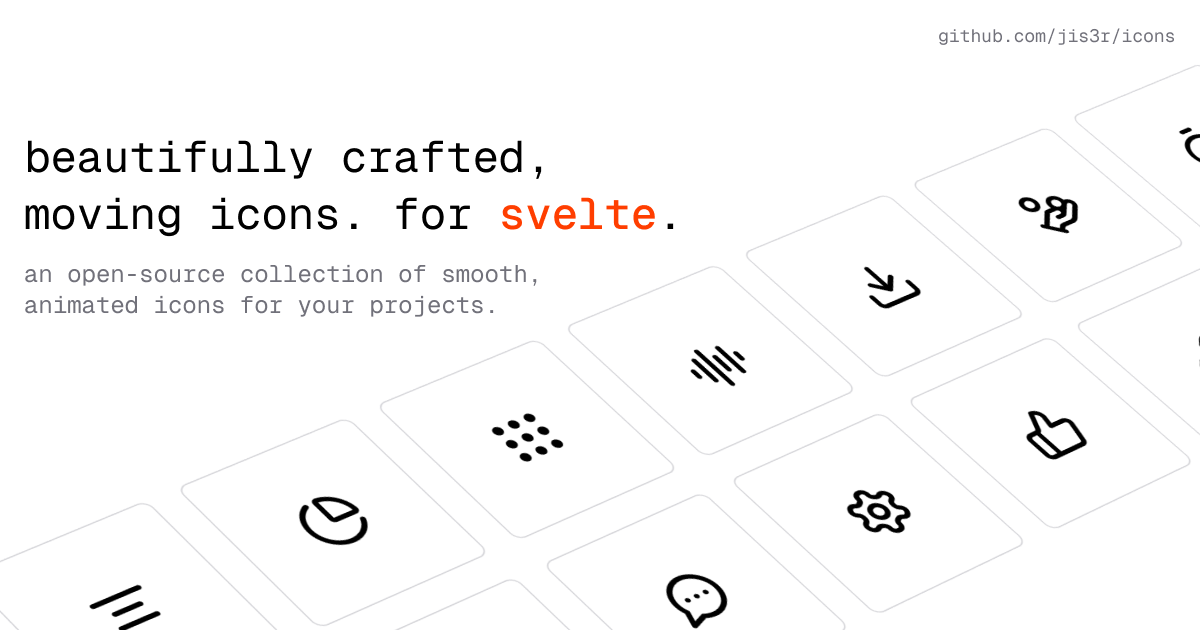 github.com/jis3r/icons
beautifully crafted,
moving icons. for svelte.
an open-source collection of smooth,
animated icons for your projects.